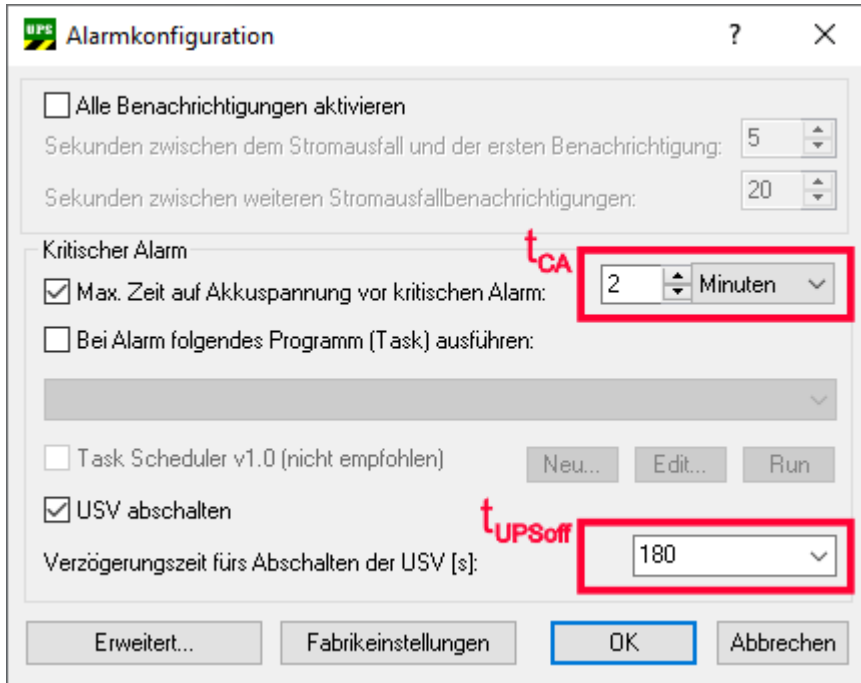 UPS Alarmkonfiguration ?
Alle Benachrichtigungen aktivieren
Sekunden zwischen dem Stromausfall und der ersten Benachrichtigung: 5
Sekunden zwischen weiteren Stromausfallbenachrichtigungen: 20
Kritischer Alarm
tCA
Max. Zeit auf Akkuspannung vor kritischen Alarm: 2 Minuten
Bei Alarm folgendes Programm (Task) ausführen:
Task Scheduler v1.0 (nicht empfohlen) Neu... Edit... Run
USV abschalten
tUPSoff
Verzögerungszeit fürs Abschalten der USV [s]: 180
Erweitert... Fabrikeinstellungen OK Abbrechen